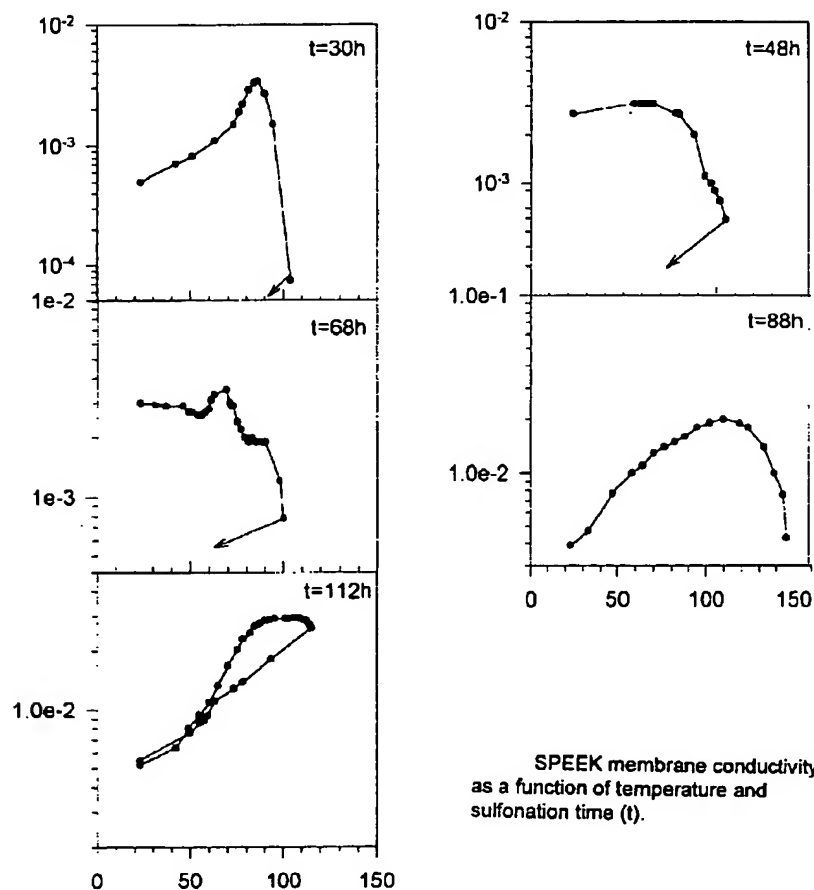 10-2
t=30h
10-3
10-4
1e-2
t=68h
1e-3
t=112h
1.0e-2
0 50 100 150
10-2
t=48h
10-3
1.0e-1
t=88h
1.0e-2
0 50 100 150
SPEEK membrane conductivity
as a function of temperature and
sulfonation time (t).